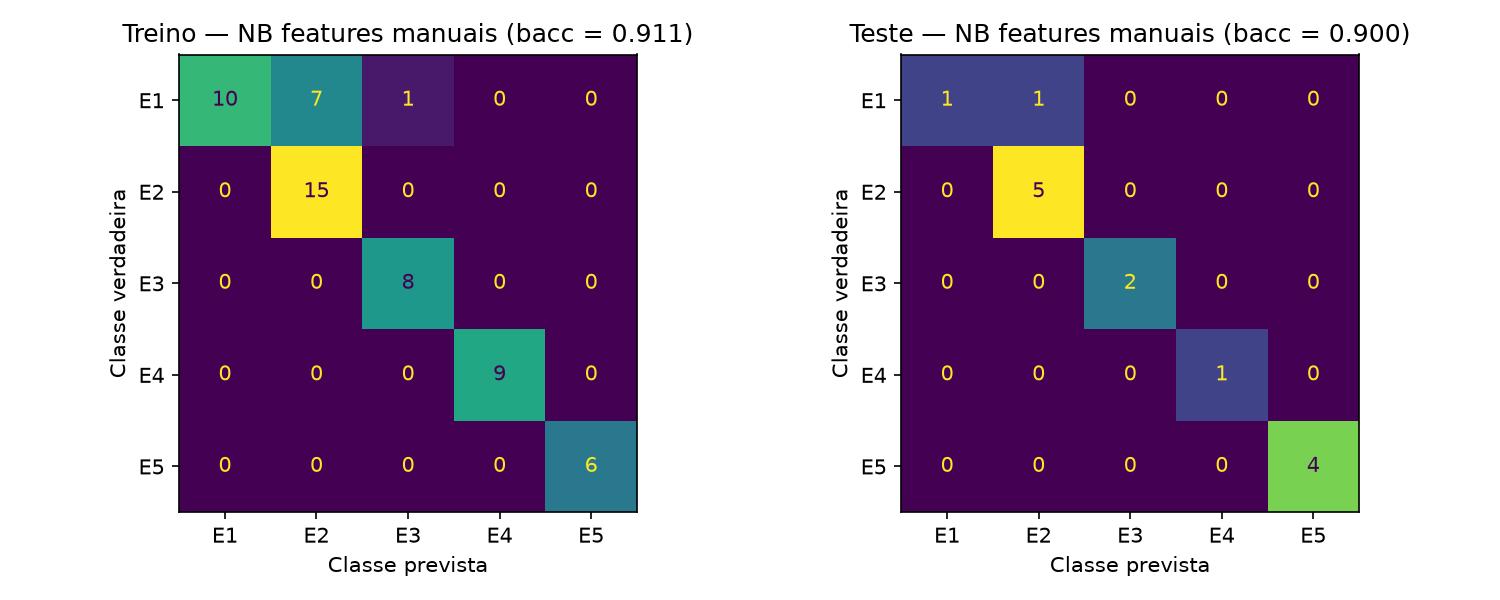 Treino — NB features manuais (bacc = 0.911)
Classe verdadeira
E1 10 7 1 0 0
E2 0 15 0 0 0
E3 0 0 8 0 0
E4 0 0 0 9 0
E5 0 0 0 0 6
E1 E2 E3 E4 E5
Classe prevista
Teste — NB features manuais (bacc = 0.900)
Classe verdadeira
E1 1 1 0 0 0
E2 0 5 0 0 0
E3 0 0 2 0 0
E4 0 0 0 1 0
E5 0 0 0 0 4
E1 E2 E3 E4 E5
Classe prevista